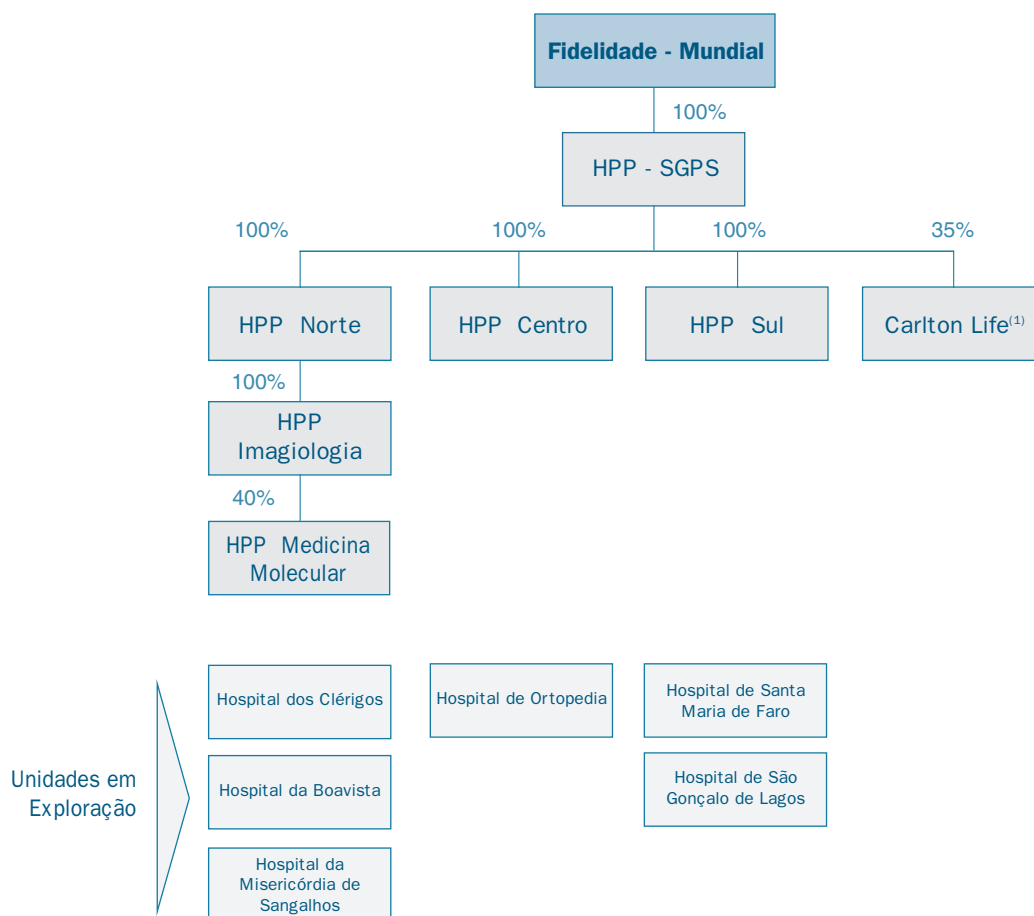 Fidelidade - Mundial
100%
HPP - SGPS
100%
100%
100%
35%
HPP Norte
HPP Centro
HPP Sul
Carlton Life(1)
100%
HPP
Imagiologia
40%
HPP Medicina
Molecular
Unidades em
Exploração
Hospital dos Clérigos
Hospital de Ortopedia
Hospital de Santa
Maria de Faro
Hospital da Boavista
Hospital de São
Gonçalo de Lagos
Hospital da
Misericórdia de
Sangalhos